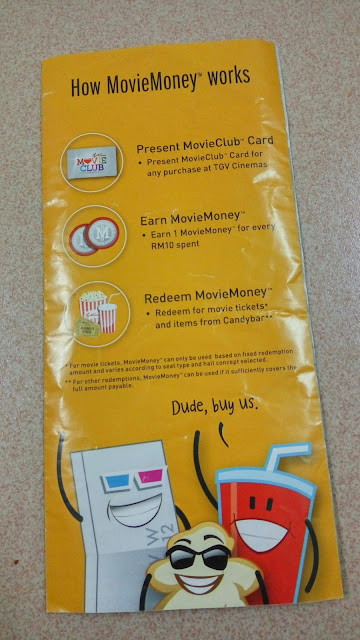 How MovieMoney™ works
MOVIE
CLUB
Present MovieClub™ Card
• Present MovieClub™ Card for
any purchase at TGV Cinemas
M
Earn MovieMoney™
• Earn 1 MovieMoney™ for every
RM10 spent
Redeem MovieMoney™
• Redeem for movie tickets*
and items from Candybar**
* For movie tickets, MovieMoney™ can only be used based on fixed redemption
amount and varies according to seat type and hall concept selected.
** For other redemptions, MovieMoney™ can be used if it sufficiently covers the
full amount payable.
Dude, buy us.
W
12